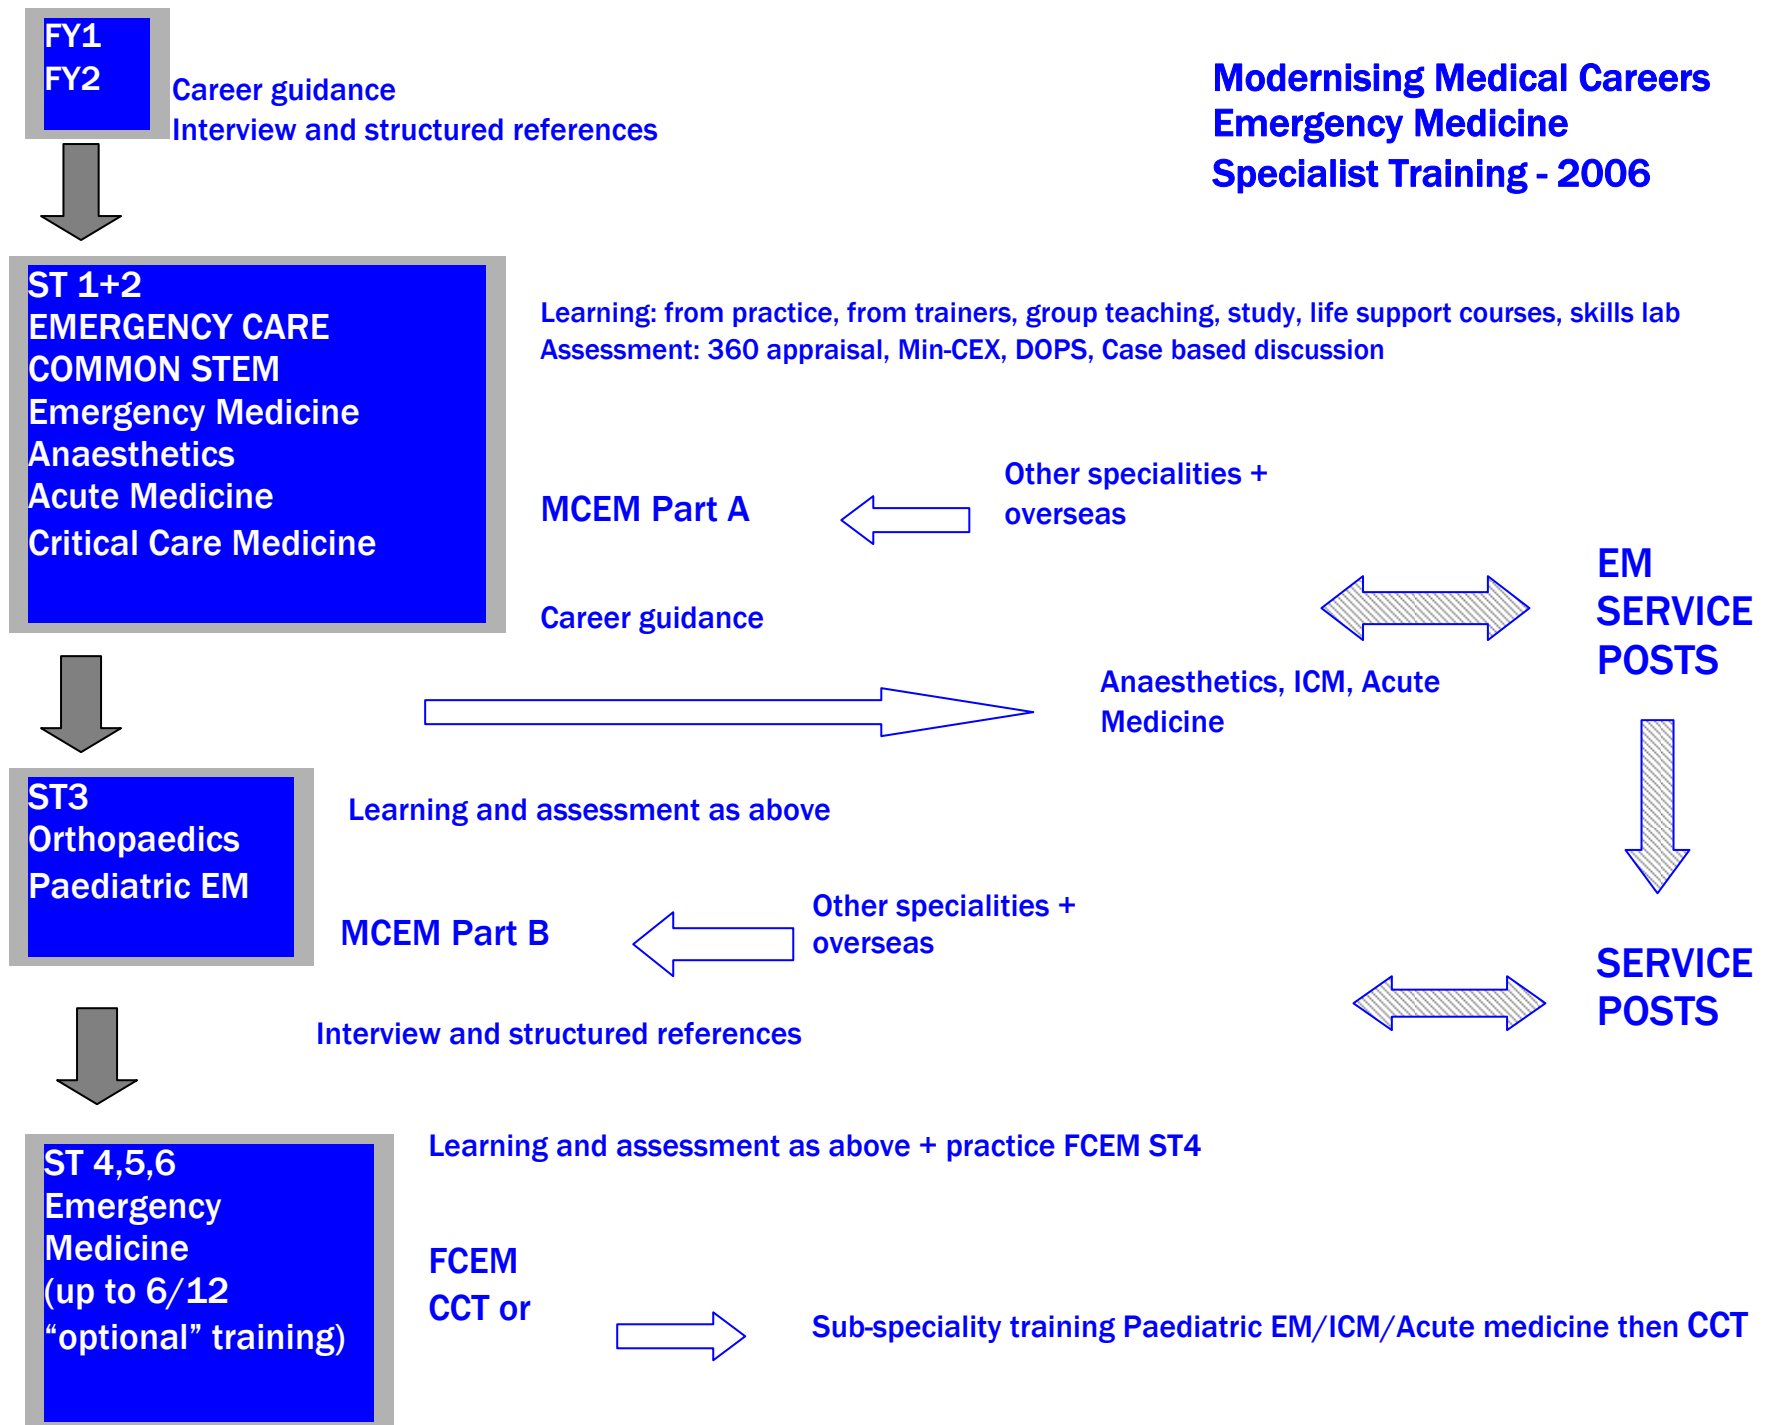 FY1
FY2
Career guidance
Interview and structured references
Modernising Medical Careers
Emergency Medicine
Specialist Training - 2006
ST 1+2
EMERGENCY CARE
COMMON STEM
Emergency Medicine
Anaesthetics
Acute Medicine
Critical Care Medicine
Learning: from practice, from trainers, group teaching, study, life support courses, skills lab
Assessment: 360 appraisal, Min-CEX, DOPS, Case based discussion
MCEM Part A
Other specialities +
overseas
Career guidance
EM
SERVICE
POSTS
Anaesthetics, ICM, Acute
Medicine
ST3
Orthopaedics
Paediatric EM
Learning and assessment as above
MCEM Part B
Other specialities +
overseas
SERVICE
POSTS
Interview and structured references
ST 4,5,6
Emergency
Medicine
(up to 6/12
“optional” training)
Learning and assessment as above + practice FCEM ST4
FCEM
CCT or
Sub-speciality training Paediatric EM/ICM/Acute medicine then CCT